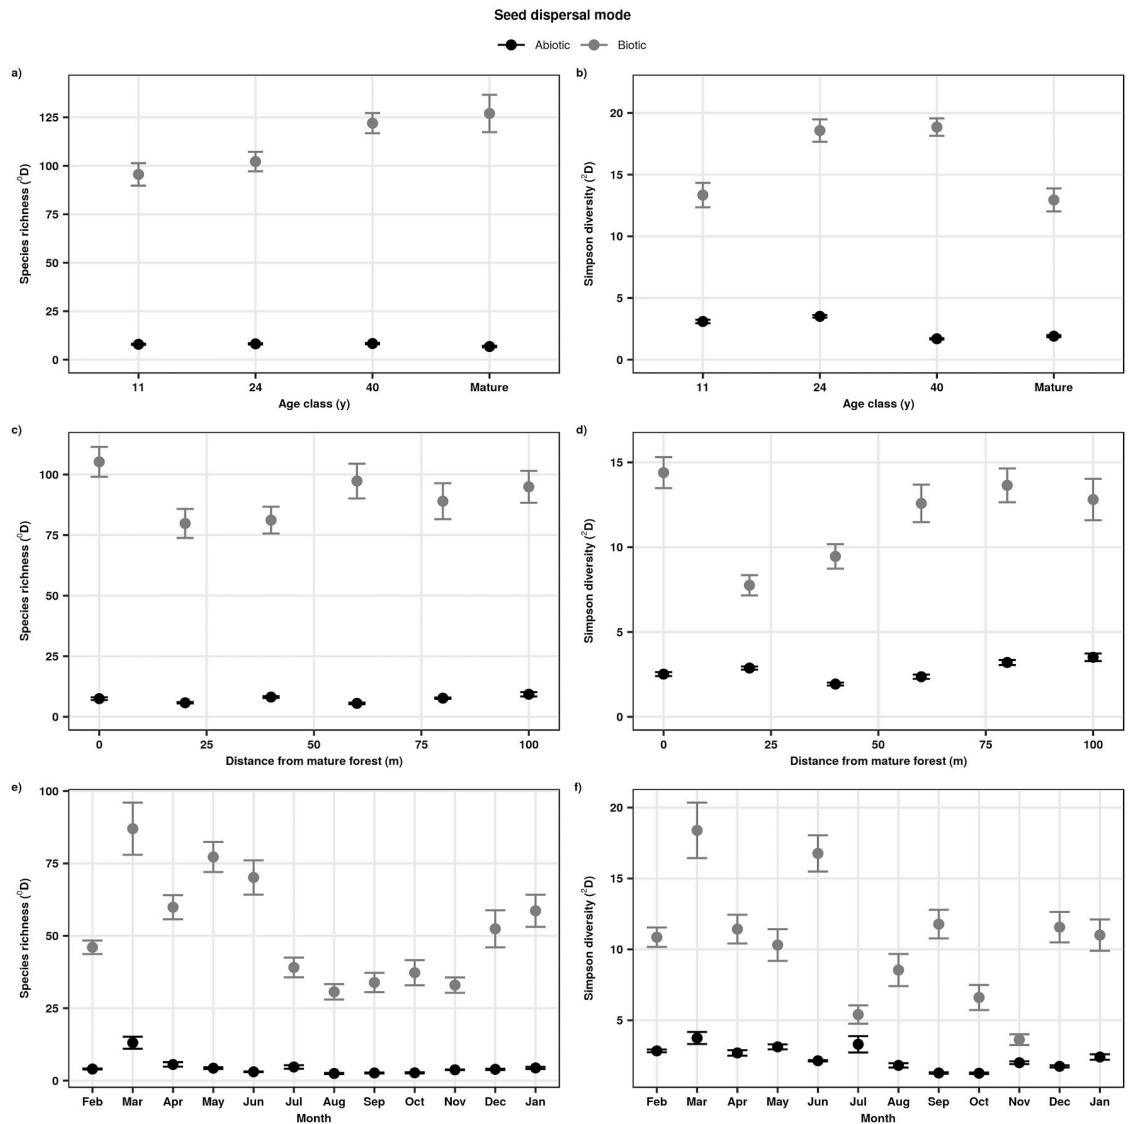 Seed dispersal mode
Abiotic Biotic
a) b)
Species richness (⁰D)
125
100
75
50
25
0
11 24 40 Mature
Age class (y)
Simpson diversity (²D)
20
15
10
5
0
11 24 40 Mature
Age class (y)
c) d)
Species richness (⁰D)
100
75
50
25
0
0 25 50 75 100
Distance from mature forest (m)
Simpson diversity (²D)
15
10
5
0
0 25 50 75 100
Distance from mature forest (m)
e) f)
Species richness (⁰D)
100
75
50
25
0
Feb Mar Apr May Jun Jul Aug Sep Oct Nov Dec Jan
Month
Simpson diversity (²D)
20
15
10
5
Feb Mar Apr May Jun Jul Aug Sep Oct Nov Dec Jan
Month